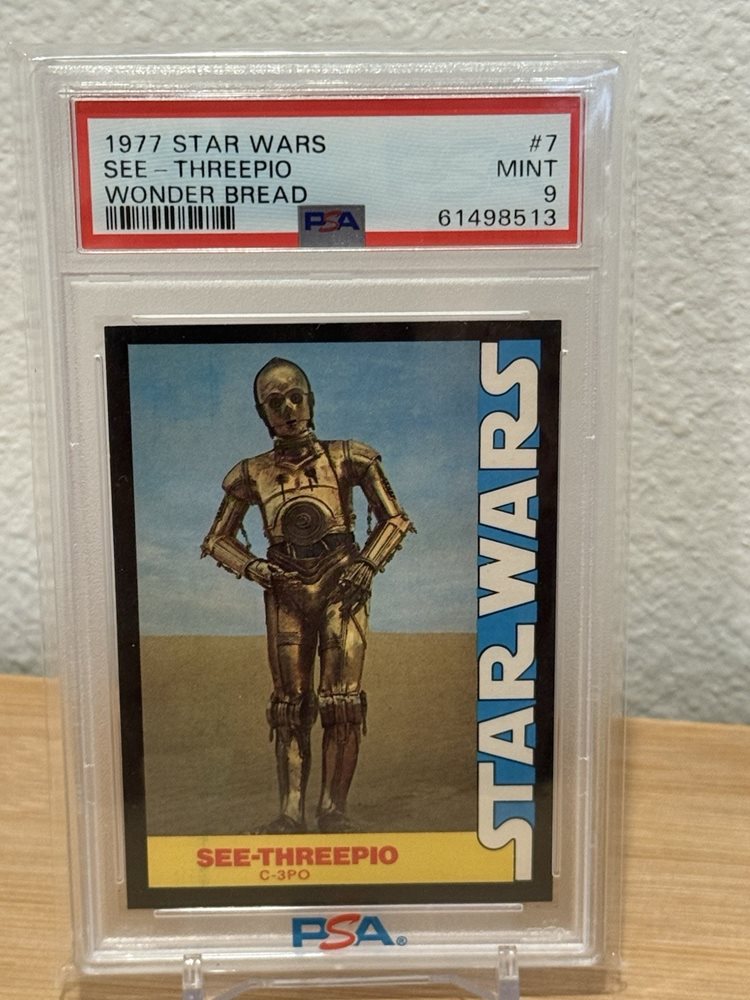 1977 STAR WARS #7
SEE - THREEPIO MINT
WONDER BREAD 9
PSA 61498513
STAR WARS
SEE-THREEPIO
C-3PO
PSA®